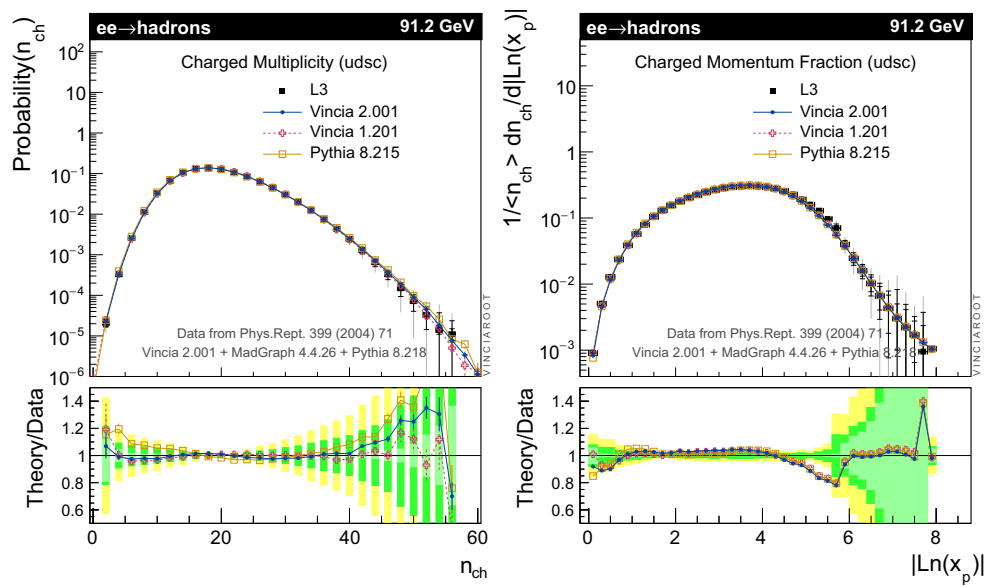 ee→hadrons 91.2 GeV
Probability(n_ch)
10²
10
1
10⁻¹
10⁻²
10⁻³
10⁻⁴
10⁻⁵
10⁻⁶
Charged Multiplicity (udsc)
L3
Vincia 2.001
Vincia 1.201
Pythia 8.215
Data from Phys.Rept. 399 (2004) 71
Vincia 2.001 + MadGraph 4.4.26 + Pythia 8.218
VINCIAROOT
Theory/Data
1.4
1.2
1
0.8
0.6
0 20 40 60
n_ch
ee→hadrons 91.2 GeV
1/<n_ch> dn_ch/d|Ln(x_p)|
10
1
10⁻¹
10⁻²
10⁻³
Charged Momentum Fraction (udsc)
L3
Vincia 2.001
Vincia 1.201
Pythia 8.215
Data from Phys.Rept. 399 (2004) 71
Vincia 2.001 + MadGraph 4.4.26 + Pythia 8.218
VINCIAROOT
Theory/Data
1.4
1.2
1
0.8
0.6
0 2 4 6 8
|Ln(x_p)|